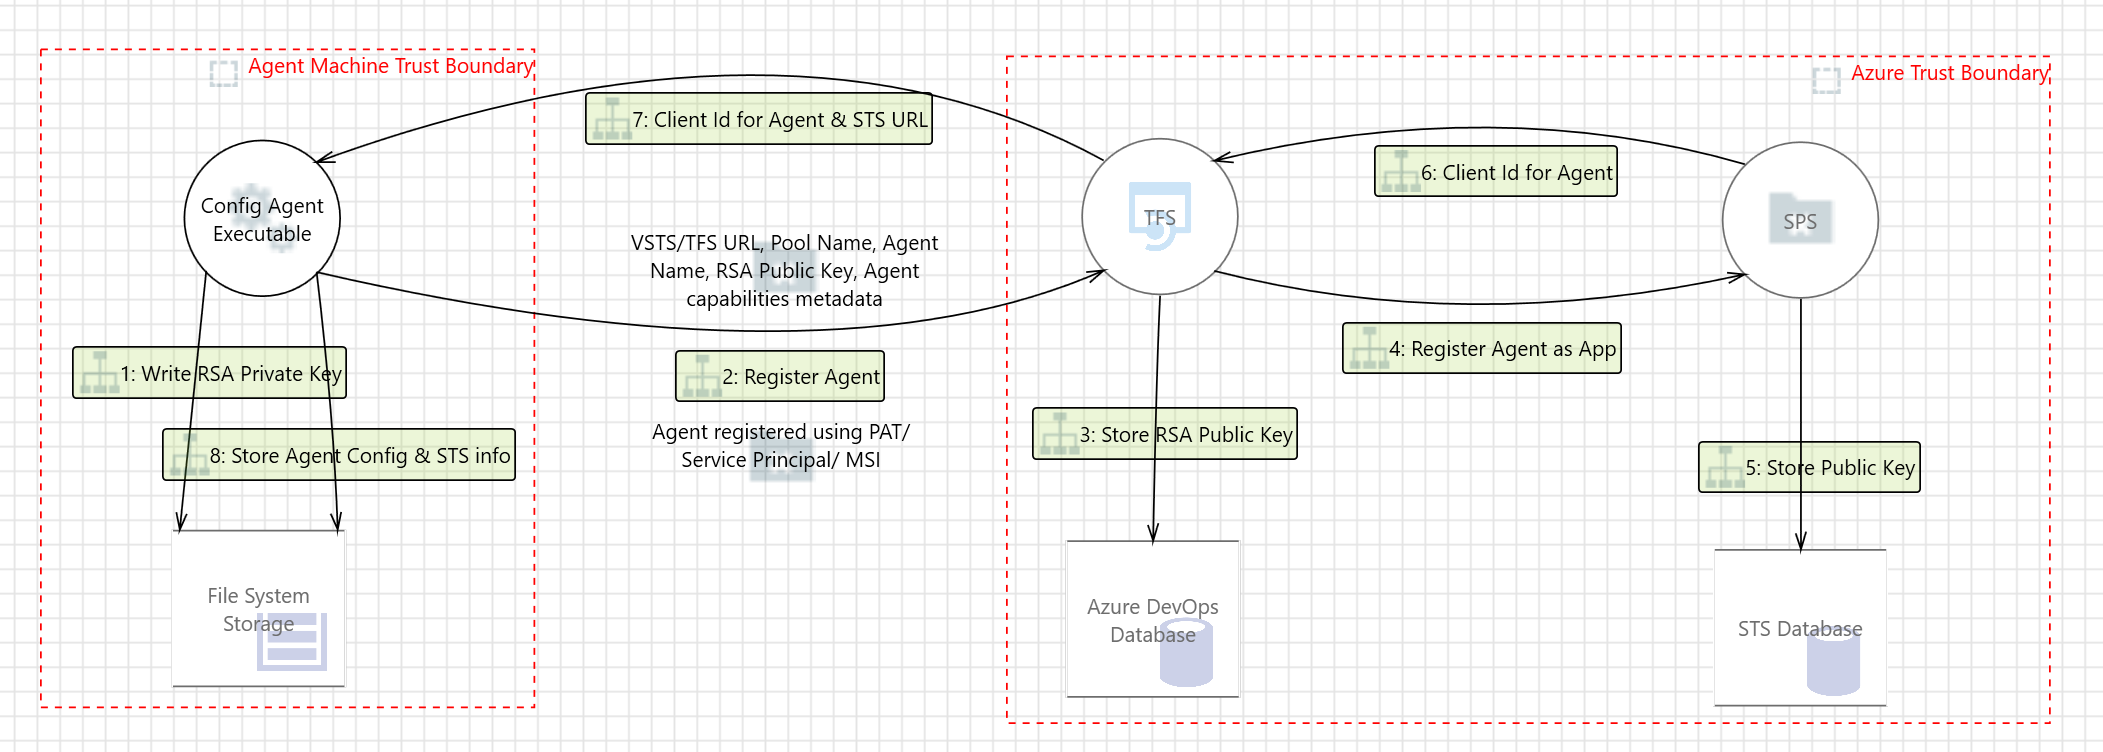 Agent Machine Trust Boundary
Azure Trust Boundary
7: Client Id for Agent & STS URL
6: Client Id for Agent
Config Agent
Executable
TFS
SPS
VSTS/TFS URL, Pool Name, Agent
Name, RSA Public Key, Agent
capabilities metadata
4: Register Agent as App
1: Write RSA Private Key
2: Register Agent
3: Store RSA Public Key
Agent registered using PAT/
Service Principal/ MSI
8: Store Agent Config & STS info
5: Store Public Key
File System
Storage
Azure DevOps
Database
STS Database